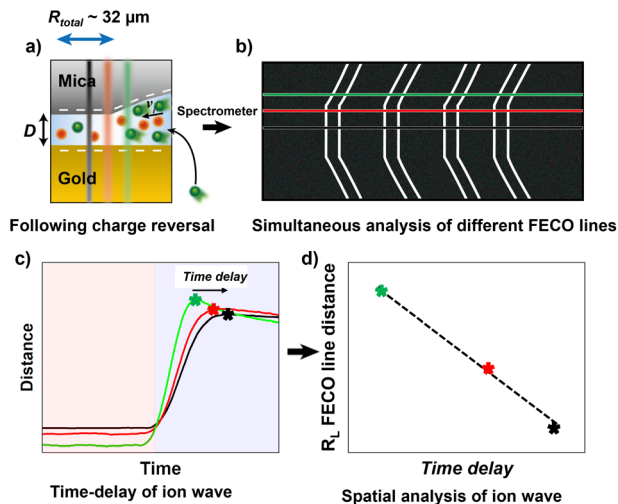 R_total ~ 32 µm
a)
b)
Mica
v
D
Gold
Spectrometer
Following charge reversal
Simultaneous analysis of different FECO lines
c)
d)
Time delay
Distance
Time
Time-delay of ion wave
R_L FECO line distance
Time delay
Spatial analysis of ion wave